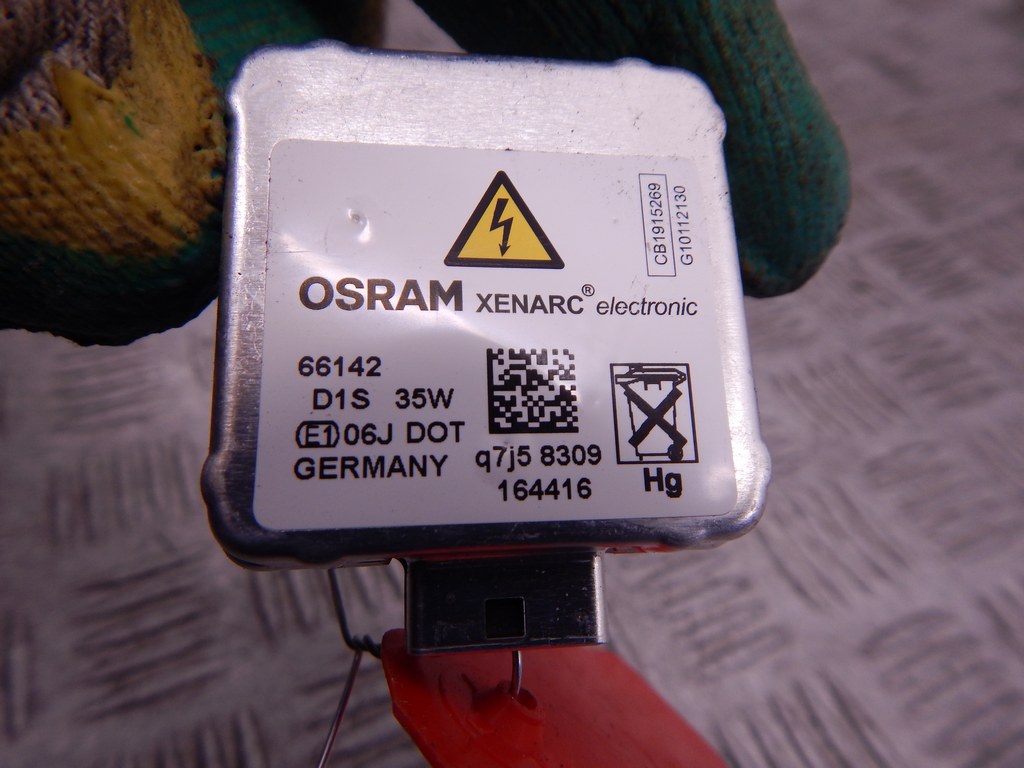 CB1915269
G10112130
OSRAM XENARC® electronic
66142
D1S 35W
E1 06J DOT
GERMANY
q7j5 8309
164416
Hg